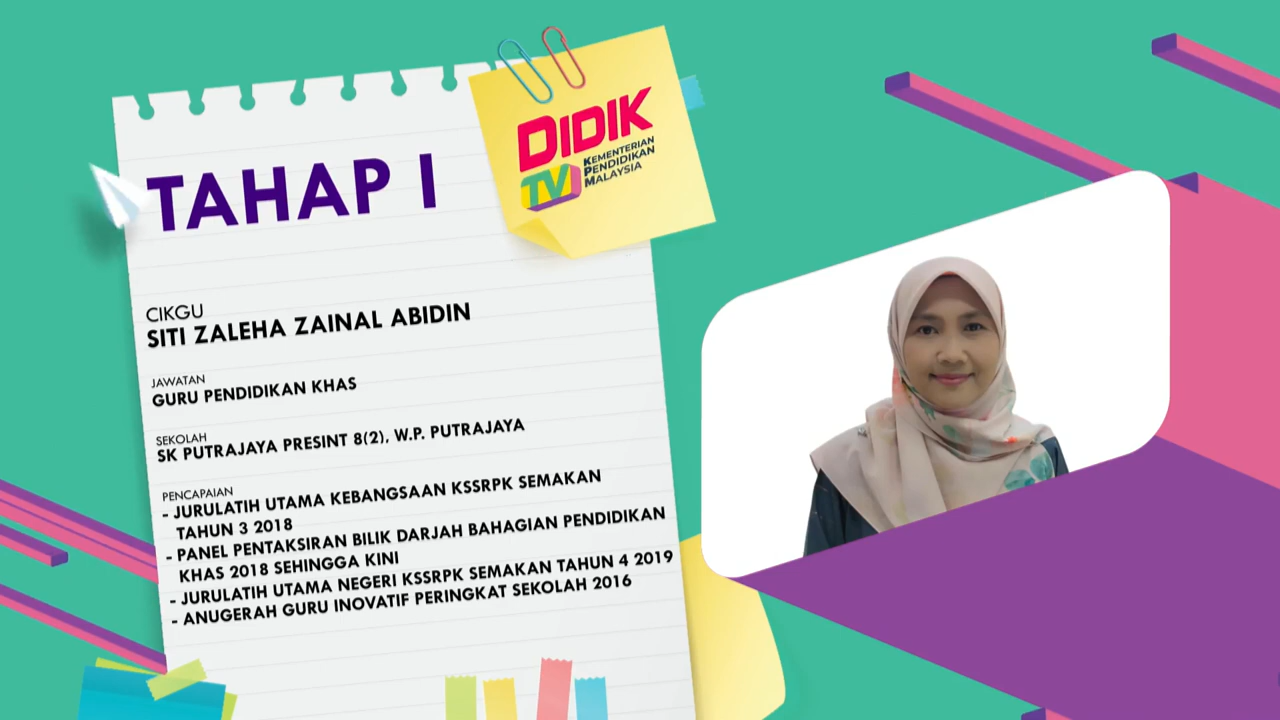 TAHAP I
DIDIK
TV
KEMENTERIAN
PENDIDIKAN
MALAYSIA
CIKGU
SITI ZALEHA ZAINAL ABIDIN
JAWATAN
GURU PENDIDIKAN KHAS
SEKOLAH
SK PUTRAJAYA PRESINT 8(2), W.P. PUTRAJAYA
PENCAPAIAN
- JURULATIH UTAMA KEBANGSAAN KSSRPK SEMAKAN
TAHUN 3 2018
- PANEL PENTAKSIRAN BILIK DARJAH BAHAGIAN PENDIDIKAN
KHAS 2018 SEHINGGA KINI
- JURULATIH UTAMA NEGERI KSSRPK SEMAKAN TAHUN 4 2019
- ANUGERAH GURU INOVATIF PERINGKAT SEKOLAH 2016